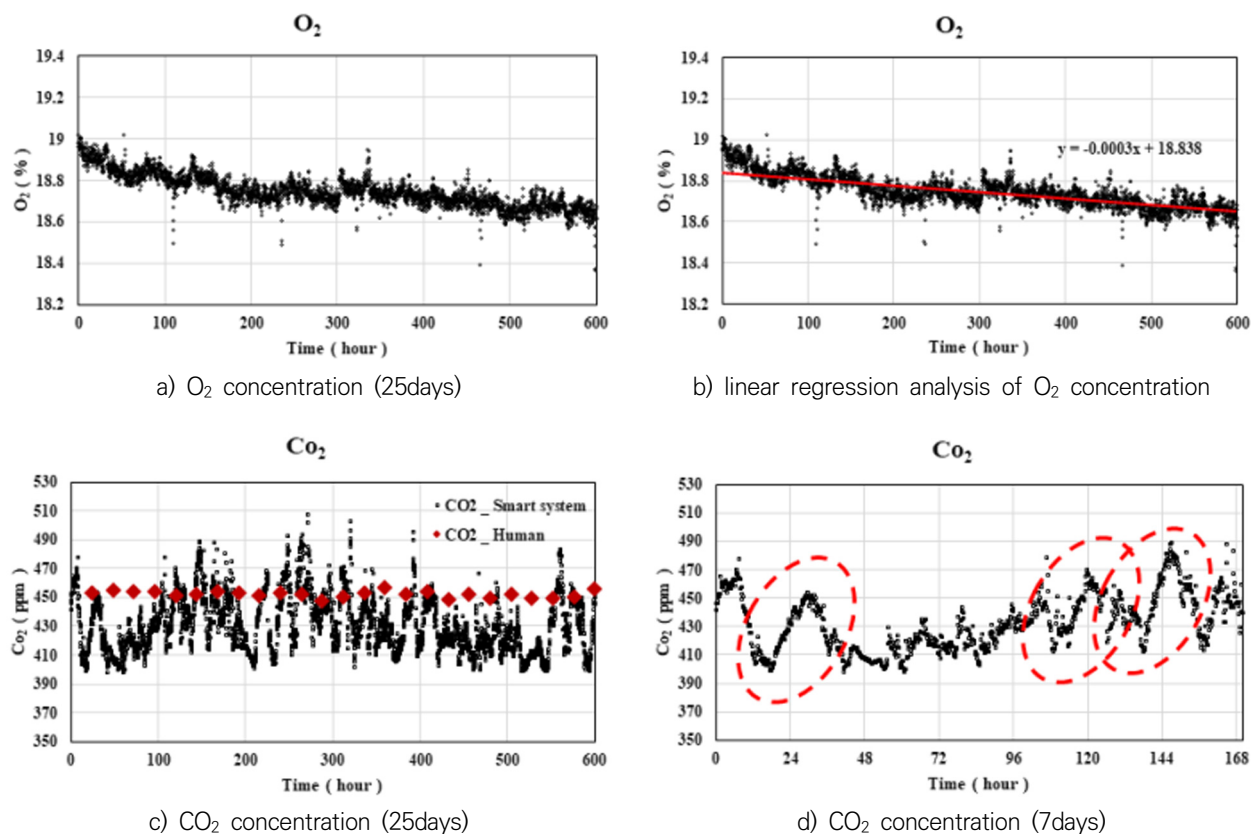 O₂
19.4
19.2
19
18.8
18.6
18.4
18.2
O₂ ( % )
0 100 200 300 400 500 600
Time ( hour )
a) O₂ concentration (25days)
O₂
19.4
19.2
19
18.8
18.6
18.4
18.2
O₂ ( % )
y = -0.0003x + 18.838
0 100 200 300 400 500 600
Time ( hour )
b) linear regression analysis of O₂ concentration
Co₂
530
510
490
470
450
430
410
390
370
350
Co₂ ( ppm )
CO2 _ Smart system
CO2 _ Human
0 100 200 300 400 500 600
Time ( hour )
c) CO₂ concentration (25days)
Co₂
530
510
490
470
450
430
410
390
370
350
Co₂ ( ppm )
0 24 48 72 96 120 144 168
Time ( hour )
d) CO₂ concentration (7days)